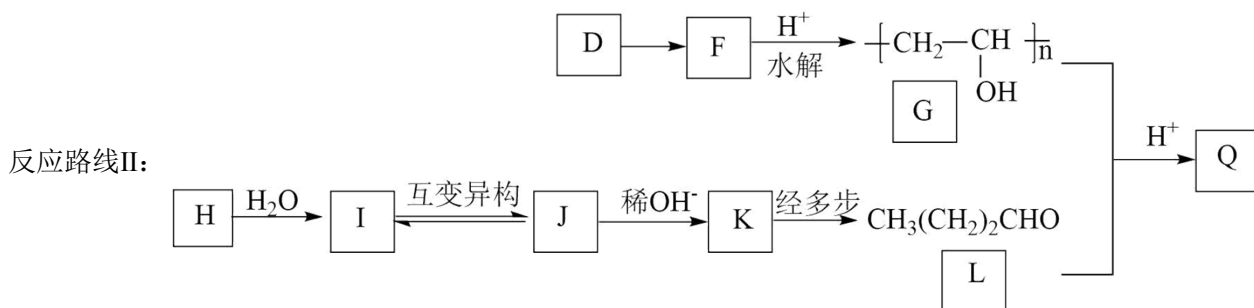 D → F H⁺ 水解 -[CH₂—CH]-n
OH
G
H⁺ Q
反应路线II：
H H₂O I 互变异构 J 稀OH⁻ K 经多步 CH₃(CH₂)₂CHO
L